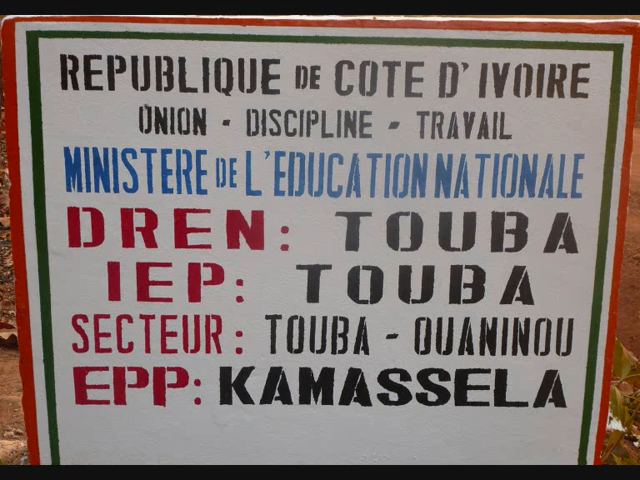 REPUBLIQUE DE COTE D'IVOIRE
UNION - DISCIPLINE - TRAVAIL
MINISTERE DE L'EDUCATION NATIONALE
DREN: TOUBA
IEP: TOUBA
SECTEUR: TOUBA - OUANINOU
EPP: KAMASSELA